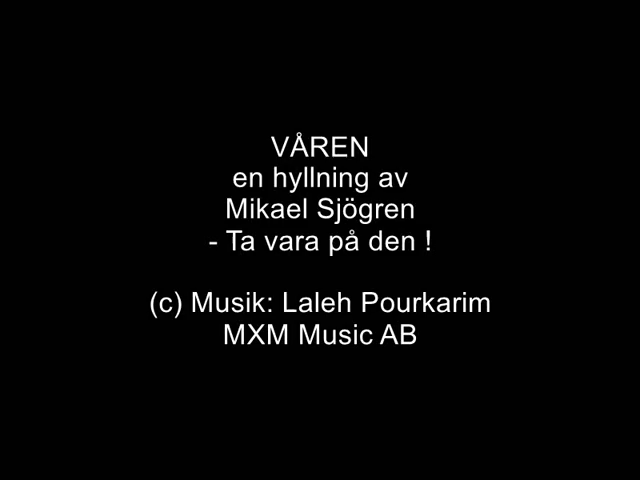 VÅREN
en hyllning av
Mikael Sjögren
- Ta vara på den !
(c) Musik: Laleh Pourkarim
MXM Music AB